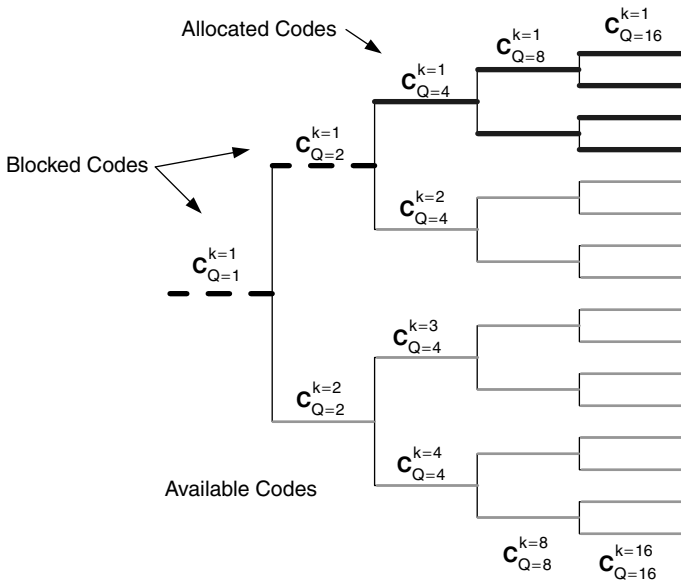 Allocated Codes
C^{k=1}_{Q=16}
C^{k=1}_{Q=8}
C^{k=1}_{Q=4}
C^{k=1}_{Q=2}
Blocked Codes
C^{k=2}_{Q=4}
C^{k=1}_{Q=1}
C^{k=3}_{Q=4}
C^{k=2}_{Q=2}
C^{k=4}_{Q=4}
Available Codes
C^{k=8}_{Q=8}
C^{k=16}_{Q=16}